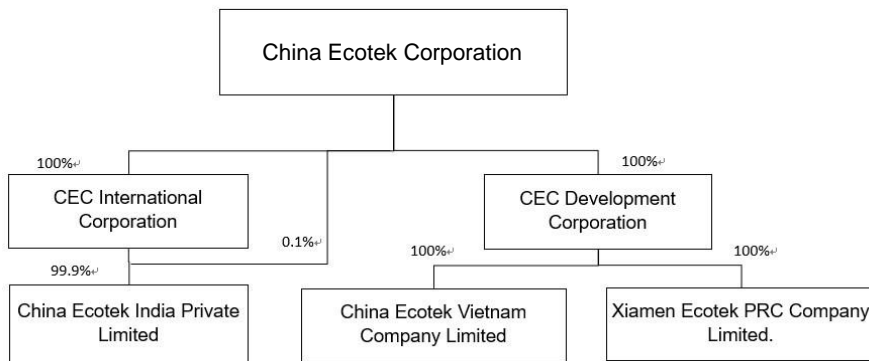 China Ecotek Corporation
100%↵
100%↵
CEC International
Corporation
CEC Development
Corporation
0.1%↵
100%↵
100%↵
99.9%↵
China Ecotek India Private
Limited
China Ecotek Vietnam
Company Limited
Xiamen Ecotek PRC Company
Limited.